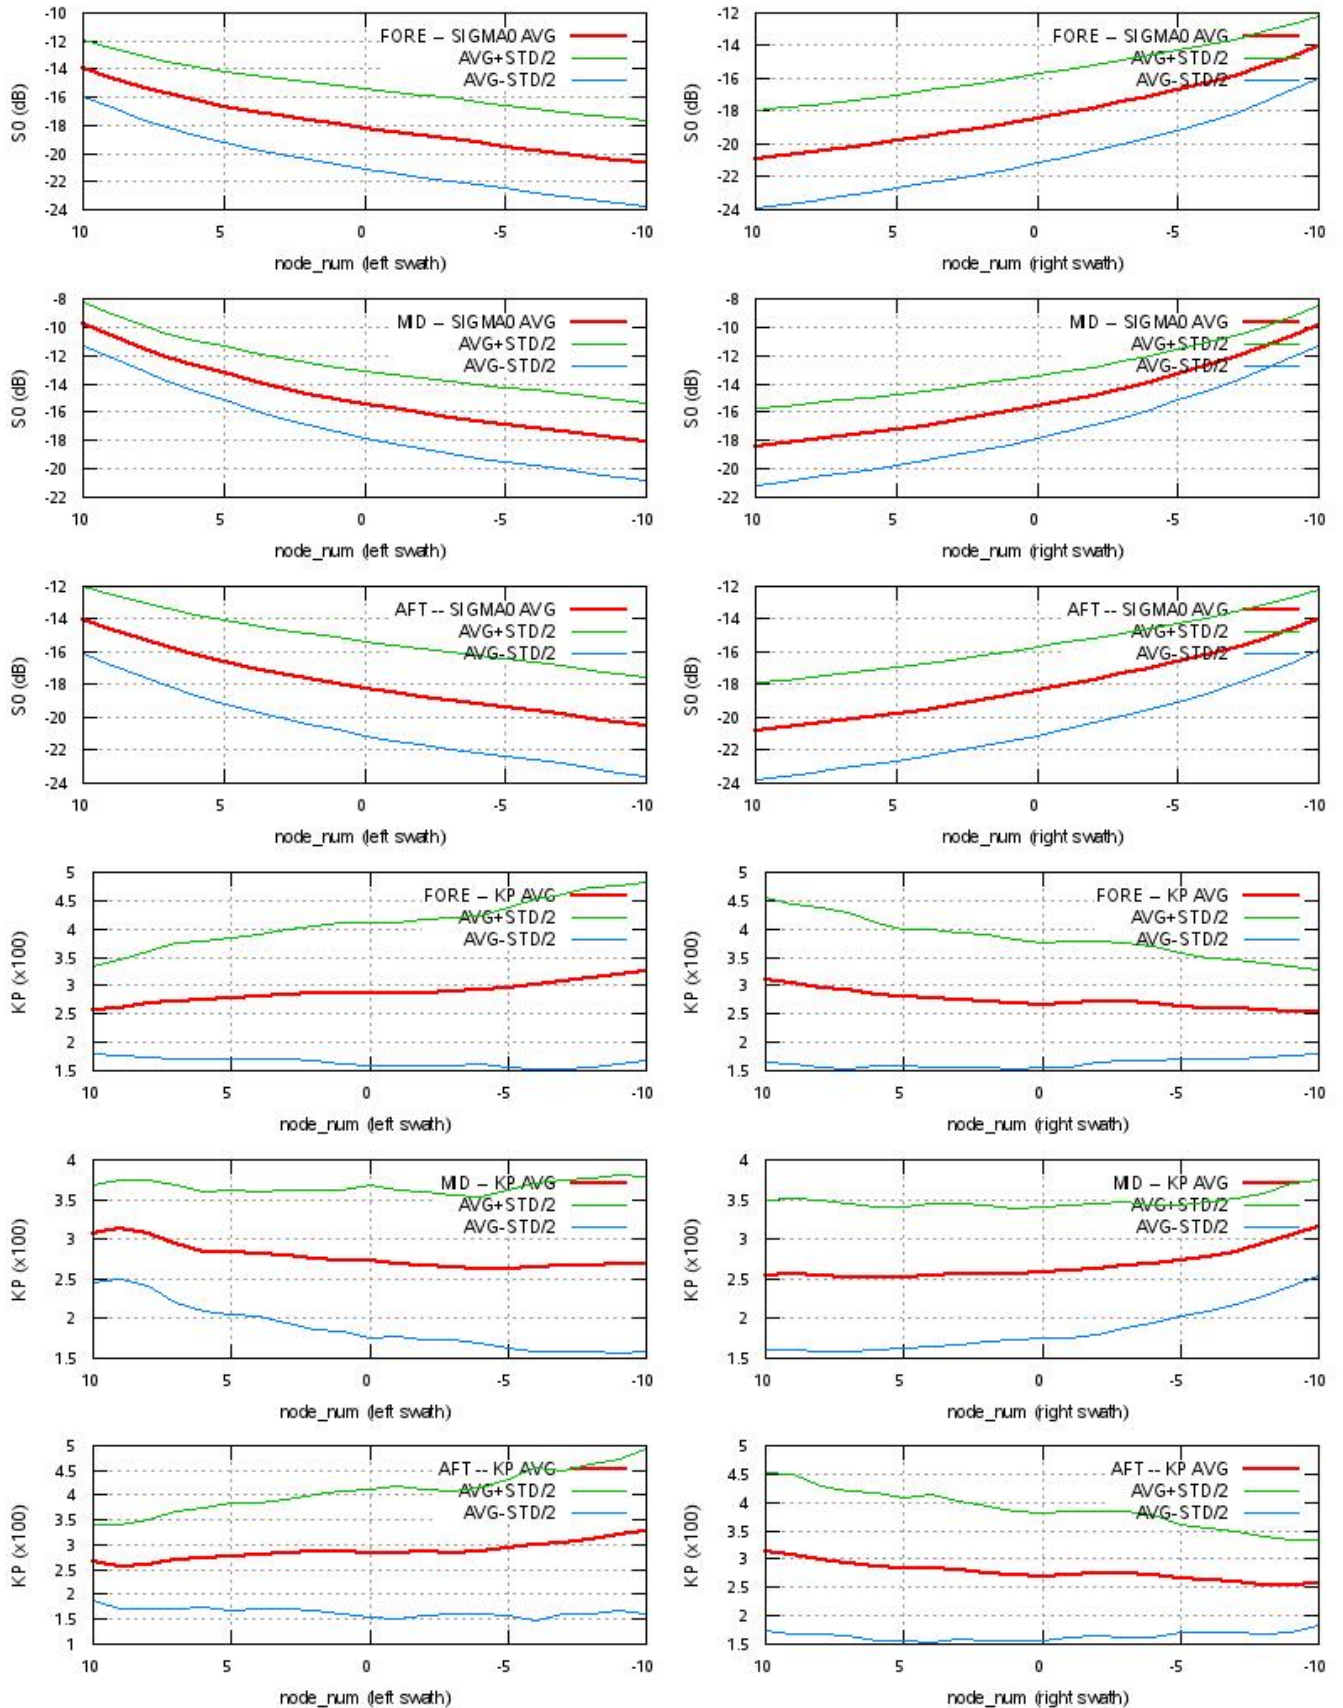 -10
-12
-14
-16
-18
-20
-22
-24
S0 (dB)
FORE – SIGMA0 AVG
AVG+STD/2
AVG-STD/2
10 5 0 -5 -10
node_num (left swath)
-12
-14
-16
-18
-20
-22
-24
S0 (dB)
FORE – SIGMA0 AVG
AVG+STD/2
AVG-STD/2
10 5 0 -5 -10
node_num (right swath)
-8
-10
-12
-14
-16
-18
-20
-22
S0 (dB)
MID – SIGMA0 AVG
AVG+STD/2
AVG-STD/2
10 5 0 -5 -10
node_num (left swath)
-8
-10
-12
-14
-16
-18
-20
-22
S0 (dB)
MID – SIGMA0 AVG
AVG+STD/2
AVG-STD/2
10 5 0 -5 -10
node_num (right swath)
-12
-14
-16
-18
-20
-22
-24
S0 (dB)
AFT -- SIGMA0 AVG
AVG+STD/2
AVG-STD/2
10 5 0 -5 -10
node_num (left swath)
-12
-14
-16
-18
-20
-22
-24
S0 (dB)
AFT -- SIGMA0 AVG
AVG+STD/2
AVG-STD/2
10 5 0 -5 -10
node_num (right swath)
5
4.5
4
3.5
3
2.5
2
1.5
KP (x100)
FORE – KP AVG
AVG+STD/2
AVG-STD/2
10 5 0 -5 -10
node_num (left swath)
5
4.5
4
3.5
3
2.5
2
1.5
KP (x100)
FORE – KP AVG
AVG+STD/2
AVG-STD/2
10 5 0 -5 -10
node_num (right swath)
4
3.5
3
2.5
2
1.5
KP (x100)
MID – KP AVG
AVG+STD/2
AVG-STD/2
10 5 0 -5 -10
node_num (left swath)
4
3.5
3
2.5
2
1.5
KP (x100)
MID – KP AVG
AVG+STD/2
AVG-STD/2
10 5 0 -5 -10
node_num (right swath)
5
4.5
4
3.5
3
2.5
2
1.5
1
KP (x100)
AFT -- KP AVG
AVG+STD/2
AVG-STD/2
10 5 0 -5 -10
node_num (left swath)
5
4.5
4
3.5
3
2.5
2
1.5
KP (x100)
AFT -- KP AVG
AVG+STD/2
AVG-STD/2
10 5 0 -5 -10
node_num (right swath)